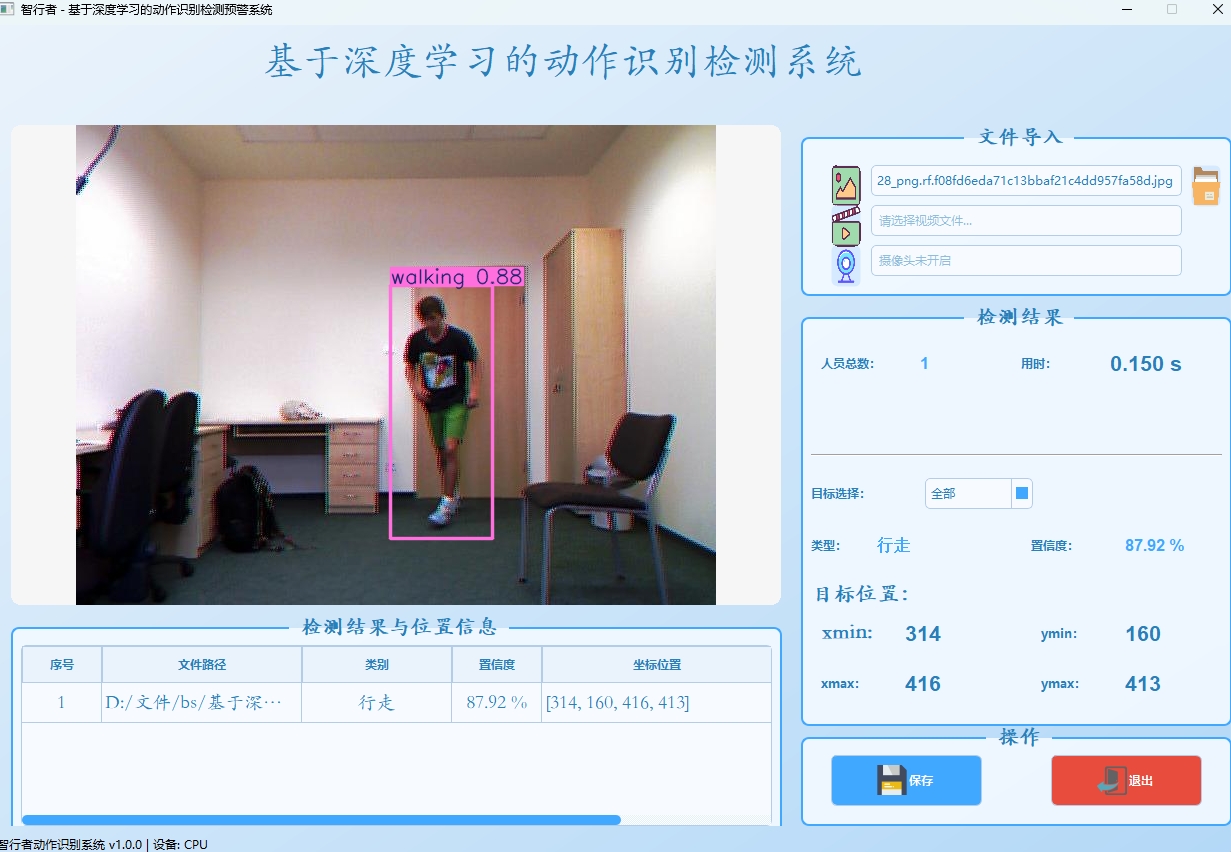 智行者 - 基于深度学习的动作识别检测预警系统
基于深度学习的动作识别检测系统
walking 0.88
文件导入
28_png.rf.f08fd6eda71c13bbaf21c4dd957fa58d.jpg
请选择视频文件...
摄像头未开启
检测结果
人员总数: 1 用时: 0.150 s
目标选择: 全部
类型: 行走 置信度: 87.92 %
目标位置:
xmin: 314 ymin: 160
xmax: 416 ymax: 413
检测结果与位置信息
序号 文件路径 类别 置信度 坐标位置
1 D:/文件/bs/基于深… 行走 87.92 % [314, 160, 416, 413]
操作
保存 退出
智行者动作识别系统 v1.0.0 | 设备: CPU